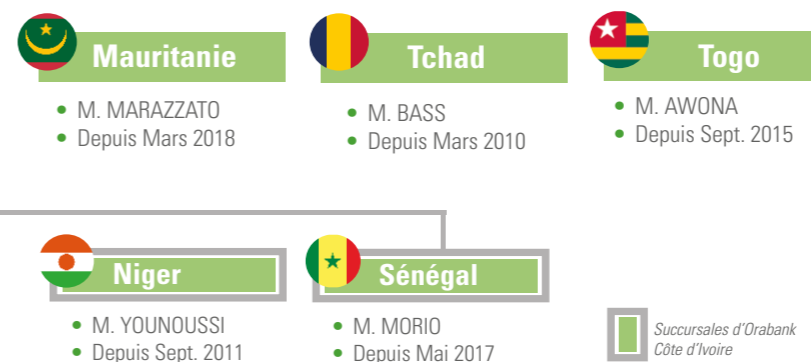 Mauritanie
• M. MARAZZATO
• Depuis Mars 2018
Tchad
• M. BASS
• Depuis Mars 2010
Togo
• M. AWONA
• Depuis Sept. 2015
Niger
• M. YOUNOUSSI
• Depuis Sept. 2011
Sénégal
• M. MORIO
• Depuis Mai 2017
Succursales d'Orabank
Côte d'Ivoire